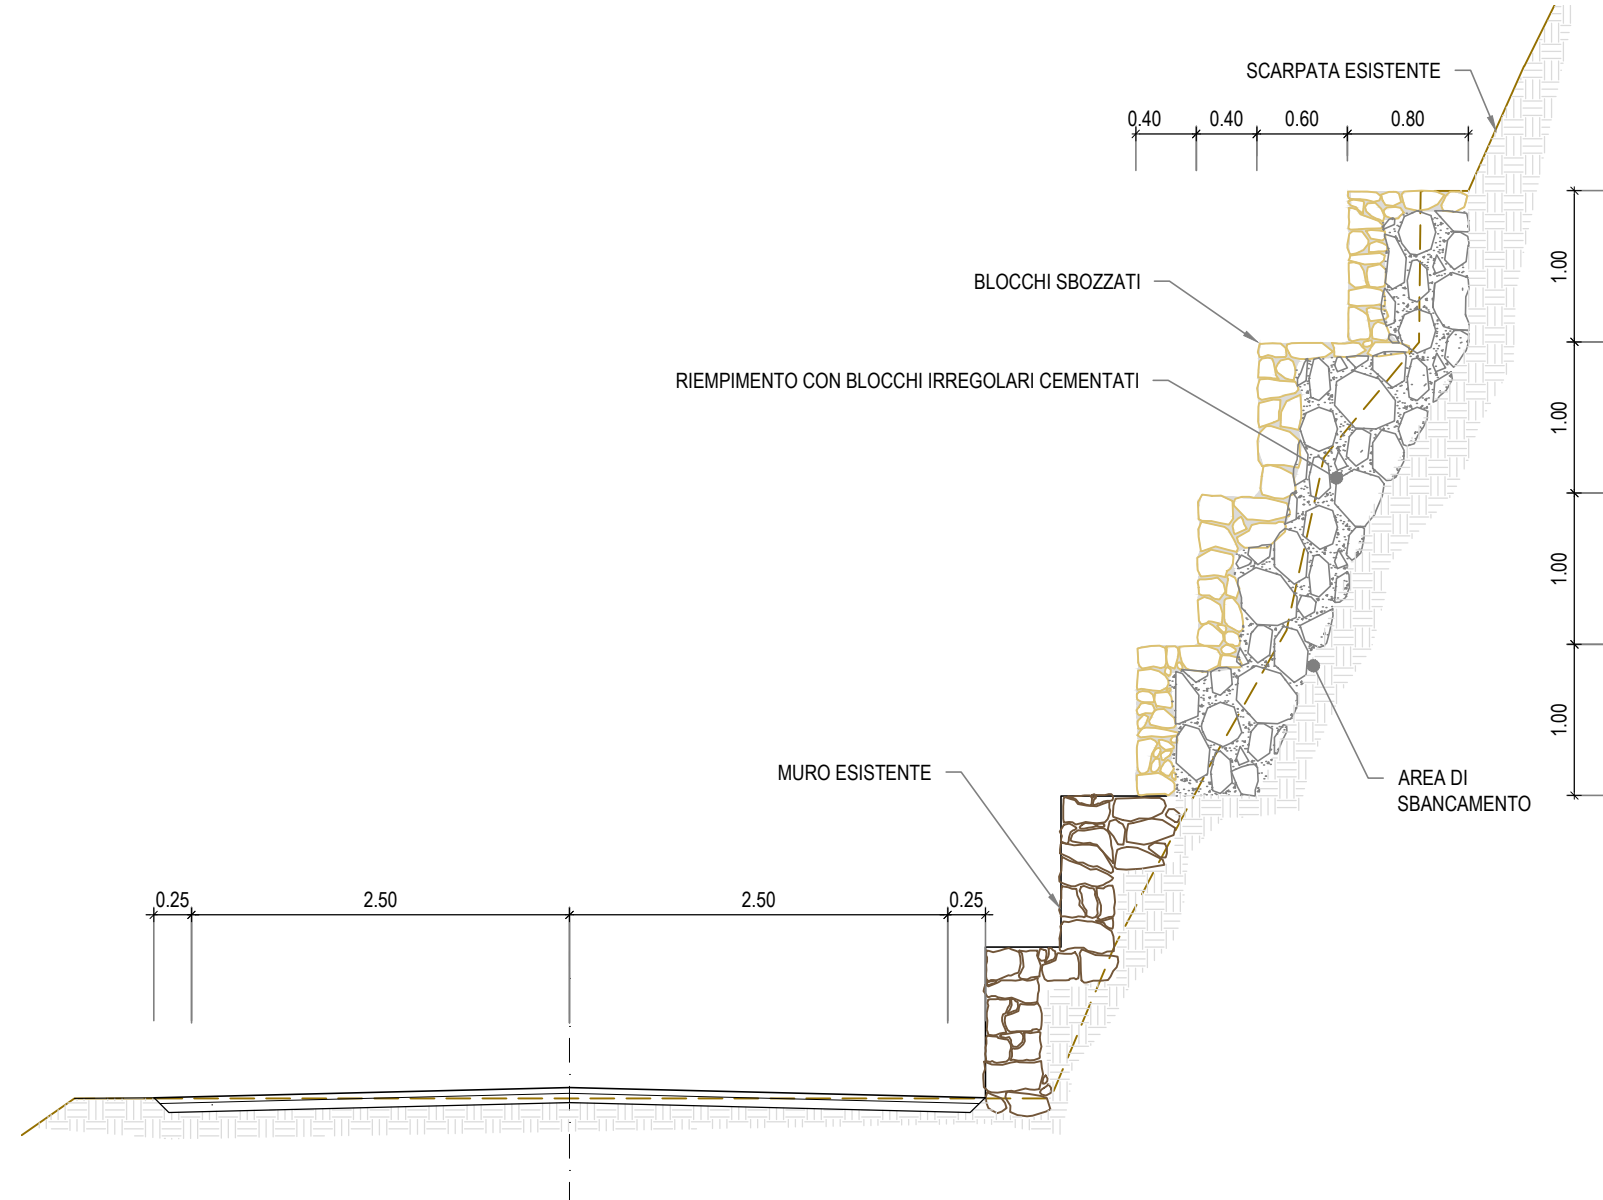 SCARPATA ESISTENTE
0.40 0.40 0.60 0.80
1.00
BLOCCHI SBOZZATI
RIEMPIMENTO CON BLOCCHI IRREGOLARI CEMENTATI
1.00
1.00
1.00
MURO ESISTENTE
AREA DI
SBANCAMENTO
0.25 2.50 2.50 0.25